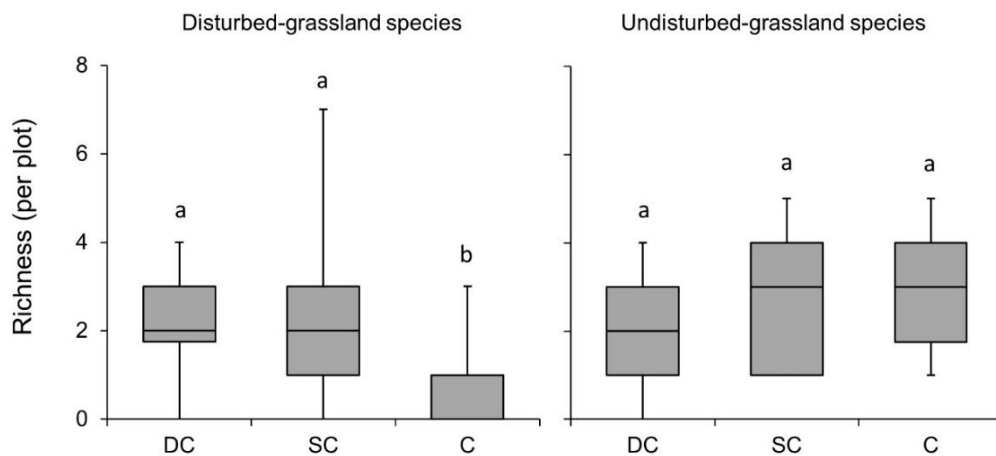 Disturbed-grassland species
Undisturbed-grassland species
Richness (per plot)
8
6
4
2
0
a
a
b
a
a
a
DC SC C
DC SC C